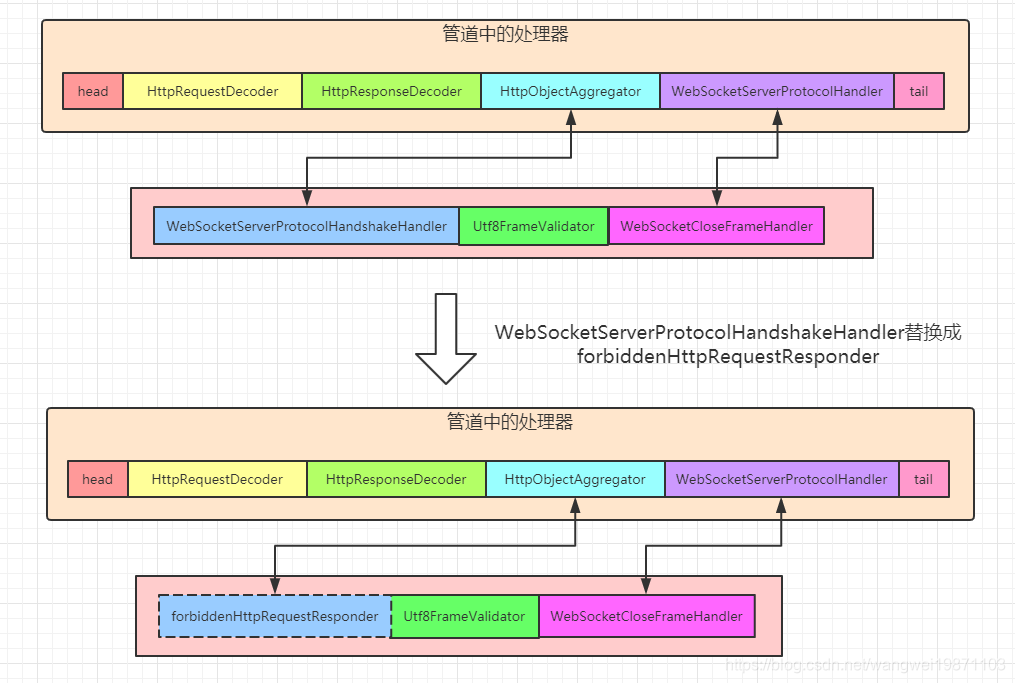 管道中的处理器
head HttpRequestDecoder HttpResponseDecoder HttpObjectAggregator WebSocketServerProtocolHandler tail
WebSocketServerProtocolHandshakeHandler Utf8FrameValidator WebSocketCloseFrameHandler
WebSocketServerProtocolHandshakeHandler替换成
forbiddenHttpRequestResponder
管道中的处理器
head HttpRequestDecoder HttpResponseDecoder HttpObjectAggregator WebSocketServerProtocolHandler tail
forbiddenHttpRequestResponder Utf8FrameValidator WebSocketCloseFrameHandler
https://blog.csdn.net/wangwei19871103